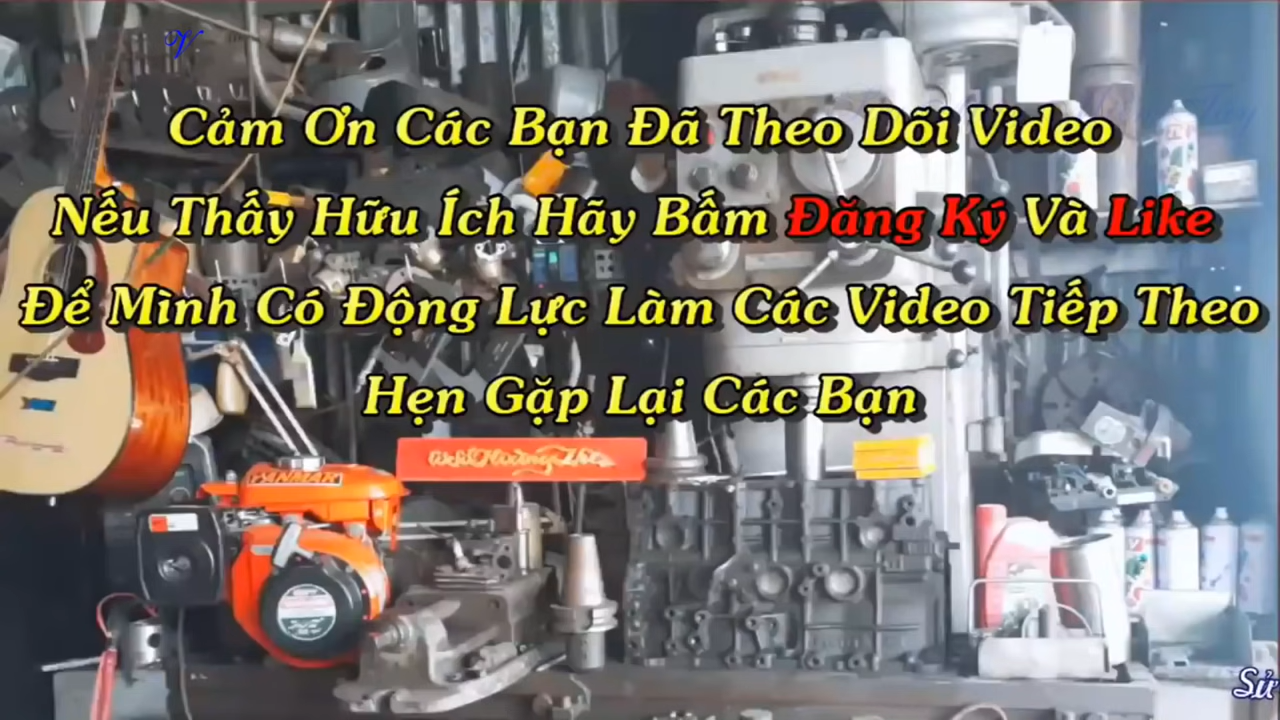 Cảm Ơn Các Bạn Đã Theo Dõi Video
Nếu Thấy Hữu Ích Hãy Bấm Đăng Ký Và Like
Để Mình Có Động Lực Làm Các Video Tiếp Theo
Hẹn Gặp Lại Các Bạn
YANMAR
Sử